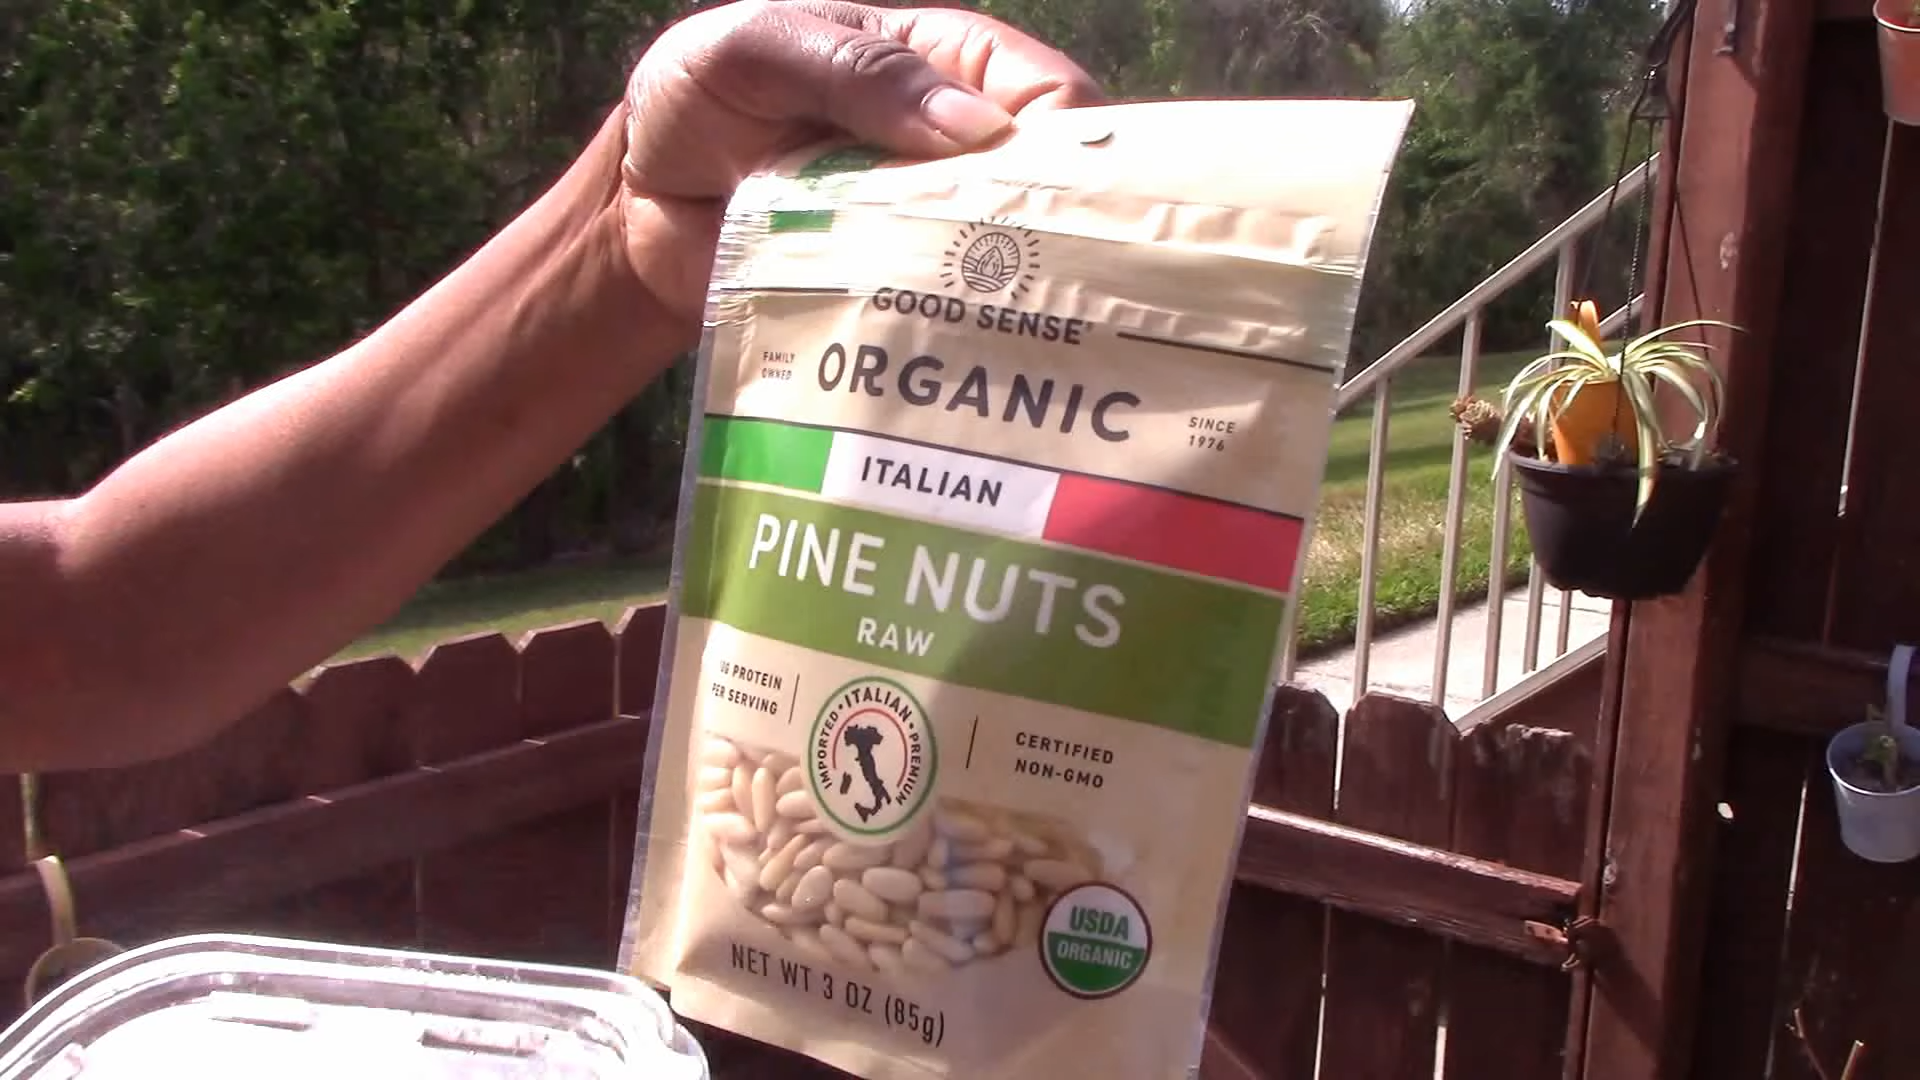 GOOD SENSE
FAMILY
OWNED
ORGANIC
SINCE
1976
ITALIAN
PINE NUTS
RAW
PROTEIN
PER SERVING
IMPORTED • ITALIAN • PREMIUM
CERTIFIED
NON-GMO
USDA
ORGANIC
NET WT 3 OZ (85g)